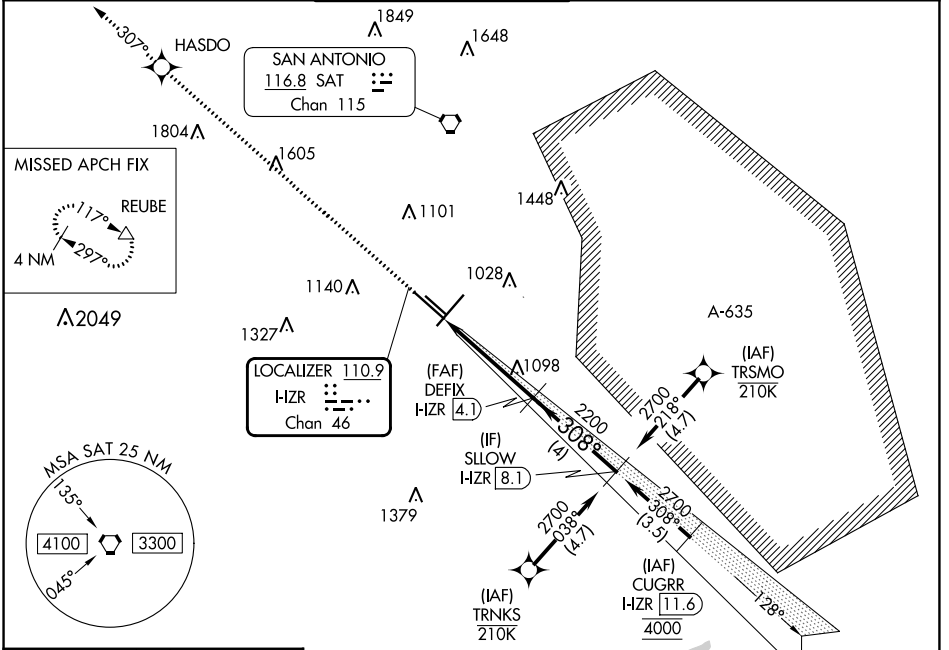 1849
1648
307°
HASDO
SAN ANTONIO
116.8 SAT
Chan 115
1804
1605
MISSED APCH FIX
117°
REUBE
297°
4 NM
1448
1101
1028
1140
2049
1327
A-635
LOCALIZER 110.9
I-IZR
Chan 46
(FAF)
DEFIX
I-IZR 4.1
1098
(IAF)
TRSMO
210K
2700
218°
(4.7)
2200
308°
(4)
(IF)
SLLOW
I-IZR 8.1
MSA SAT 25 NM
135°
4100
3300
045°
1379
2700
038°
(4.7)
2700
308°
(3.5)
(IAF)
TRNKS
210K
(IAF)
CUGRR
I-IZR 11.6
4000
128°